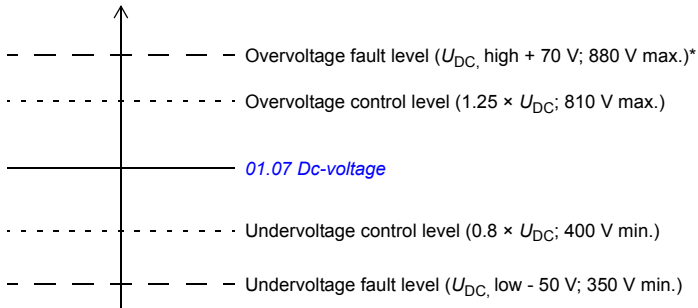 Overvoltage fault level (UDC, high + 70 V; 880 V max.)*
Overvoltage control level (1.25 × UDC; 810 V max.)
01.07 Dc-voltage
Undervoltage control level (0.8 × UDC; 400 V min.)
Undervoltage fault level (UDC, low - 50 V; 350 V min.)